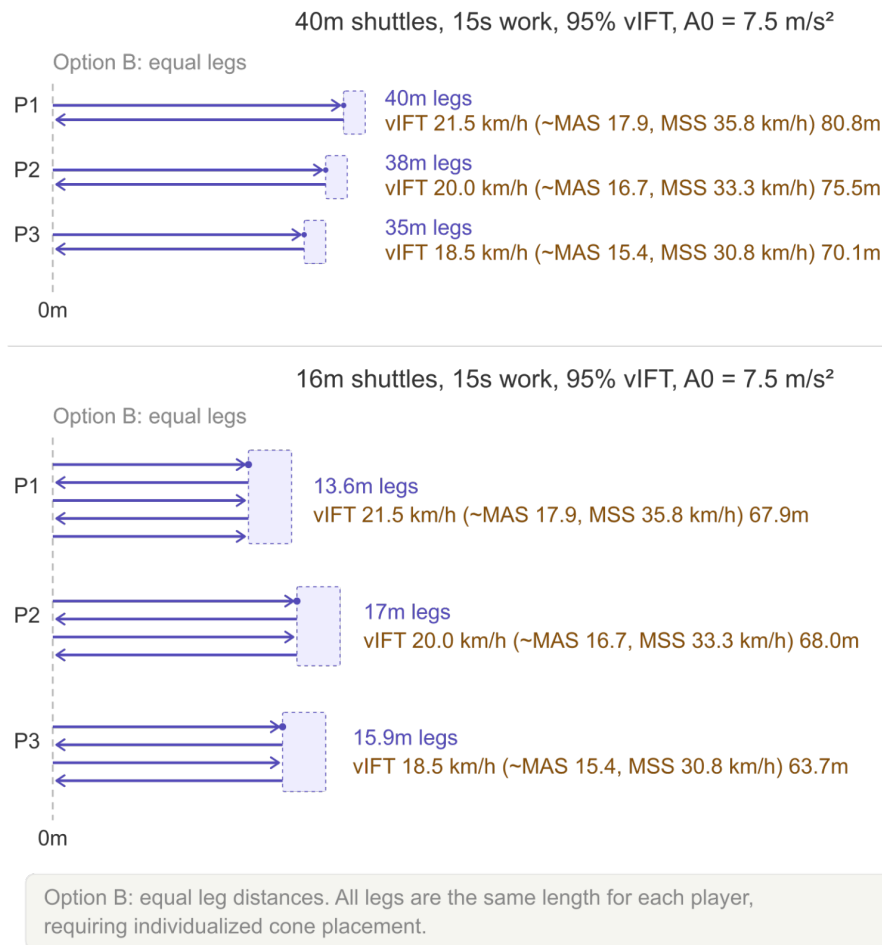 40m shuttles, 15s work, 95% vIFT, A0 = 7.5 m/s²
Option B: equal legs
P1
40m legs
vIFT 21.5 km/h (~MAS 17.9, MSS 35.8 km/h) 80.8m
P2
38m legs
vIFT 20.0 km/h (~MAS 16.7, MSS 33.3 km/h) 75.5m
P3
35m legs
vIFT 18.5 km/h (~MAS 15.4, MSS 30.8 km/h) 70.1m
0m
16m shuttles, 15s work, 95% vIFT, A0 = 7.5 m/s²
Option B: equal legs
P1
13.6m legs
vIFT 21.5 km/h (~MAS 17.9, MSS 35.8 km/h) 67.9m
P2
17m legs
vIFT 20.0 km/h (~MAS 16.7, MSS 33.3 km/h) 68.0m
P3
15.9m legs
vIFT 18.5 km/h (~MAS 15.4, MSS 30.8 km/h) 63.7m
0m
Option B: equal leg distances. All legs are the same length for each player,
requiring individualized cone placement.